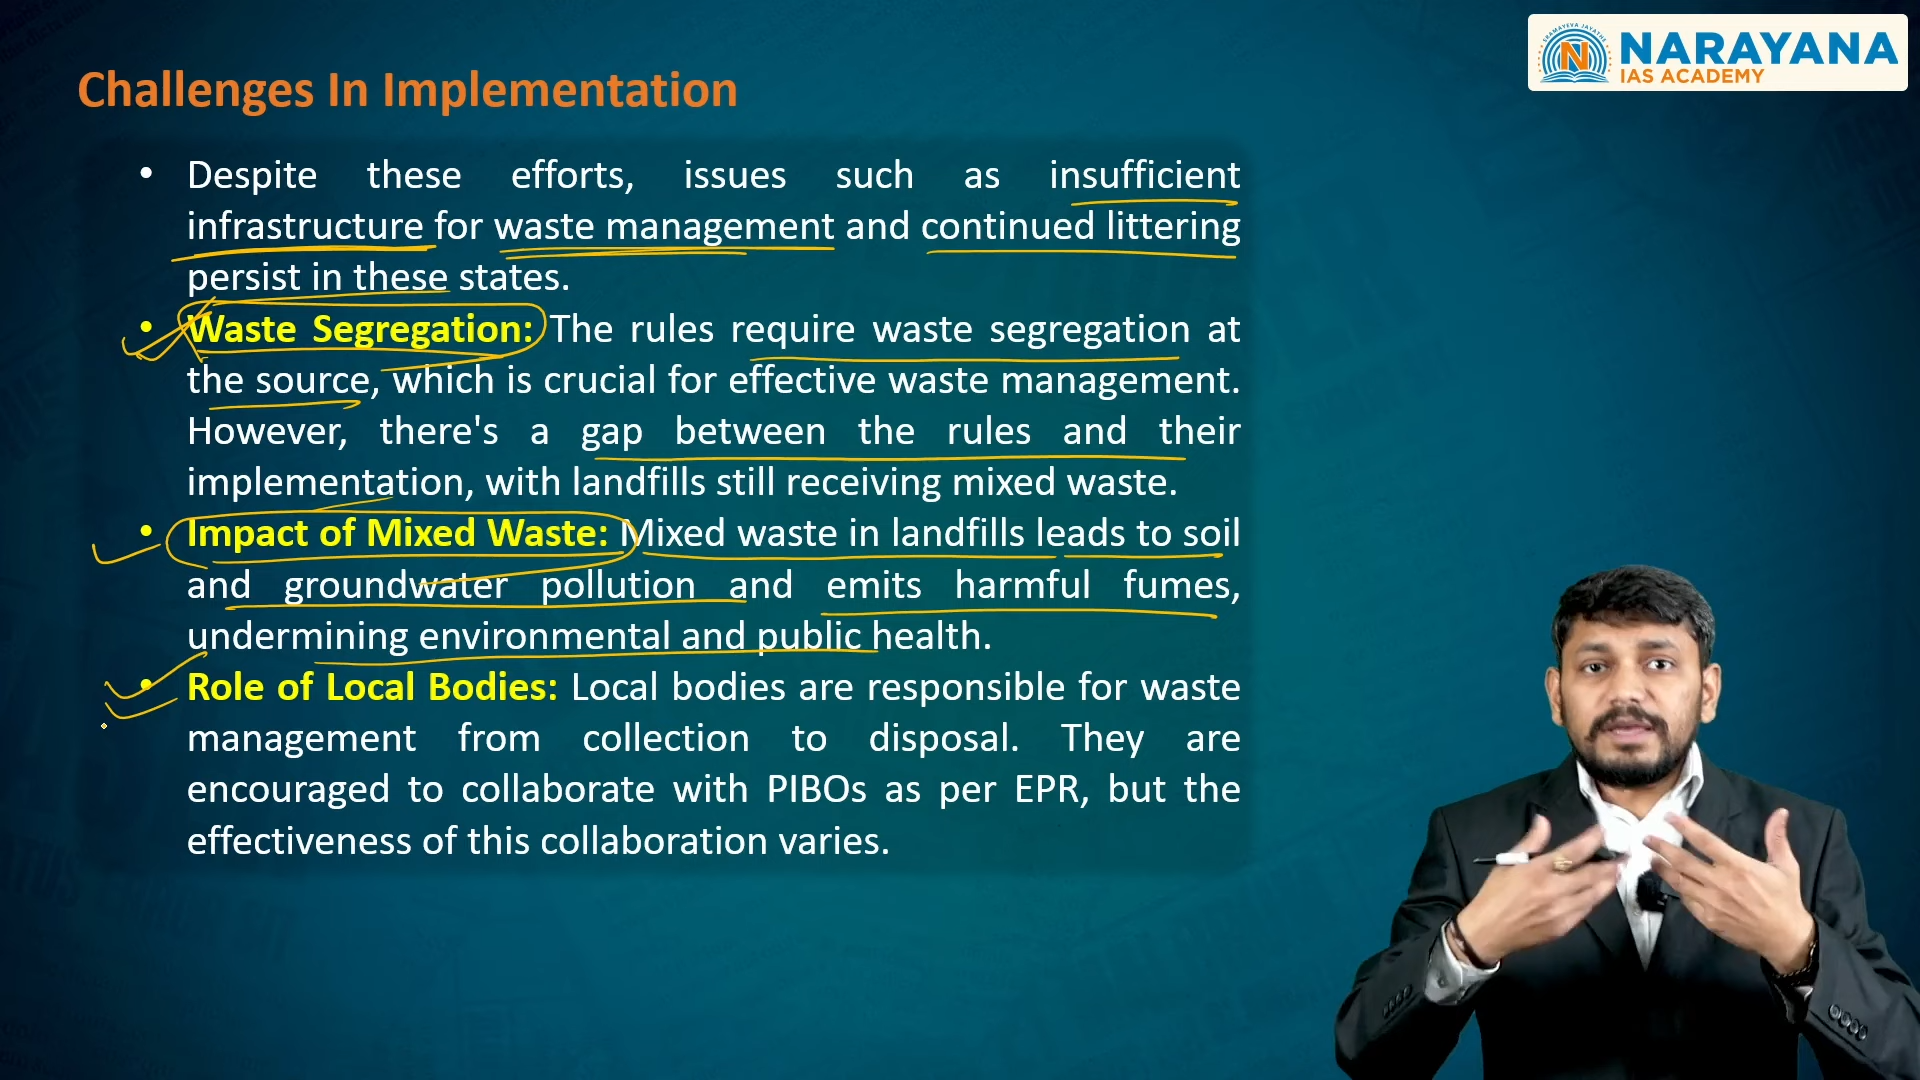 NARAYANA
IAS ACADEMY
Challenges In Implementation
• Despite these efforts, issues such as insufficient
infrastructure for waste management and continued littering
persist in these states.
• Waste Segregation: The rules require waste segregation at
the source, which is crucial for effective waste management.
However, there's a gap between the rules and their
implementation, with landfills still receiving mixed waste.
• Impact of Mixed Waste: Mixed waste in landfills leads to soil
and groundwater pollution and emits harmful fumes,
undermining environmental and public health.
• Role of Local Bodies: Local bodies are responsible for waste
management from collection to disposal. They are
encouraged to collaborate with PIBOs as per EPR, but the
effectiveness of this collaboration varies.